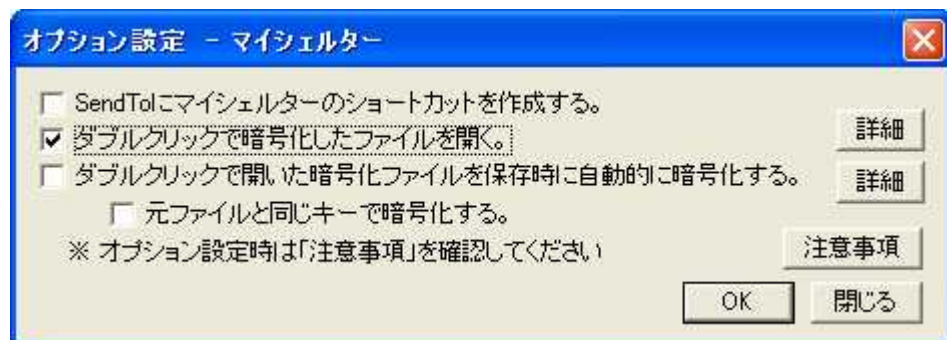 オプション設定 - マイシェルター
SendToにマイシェルターのショートカットを作成する。
ダブルクリックで暗号化したファイルを開く。
詳細
ダブルクリックで開いた暗号化ファイルを保存時に自動的に暗号化する。
詳細
元ファイルと同じキーで暗号化する。
※ オプション設定時は「注意事項」を確認してください
注意事項
OK
閉じる